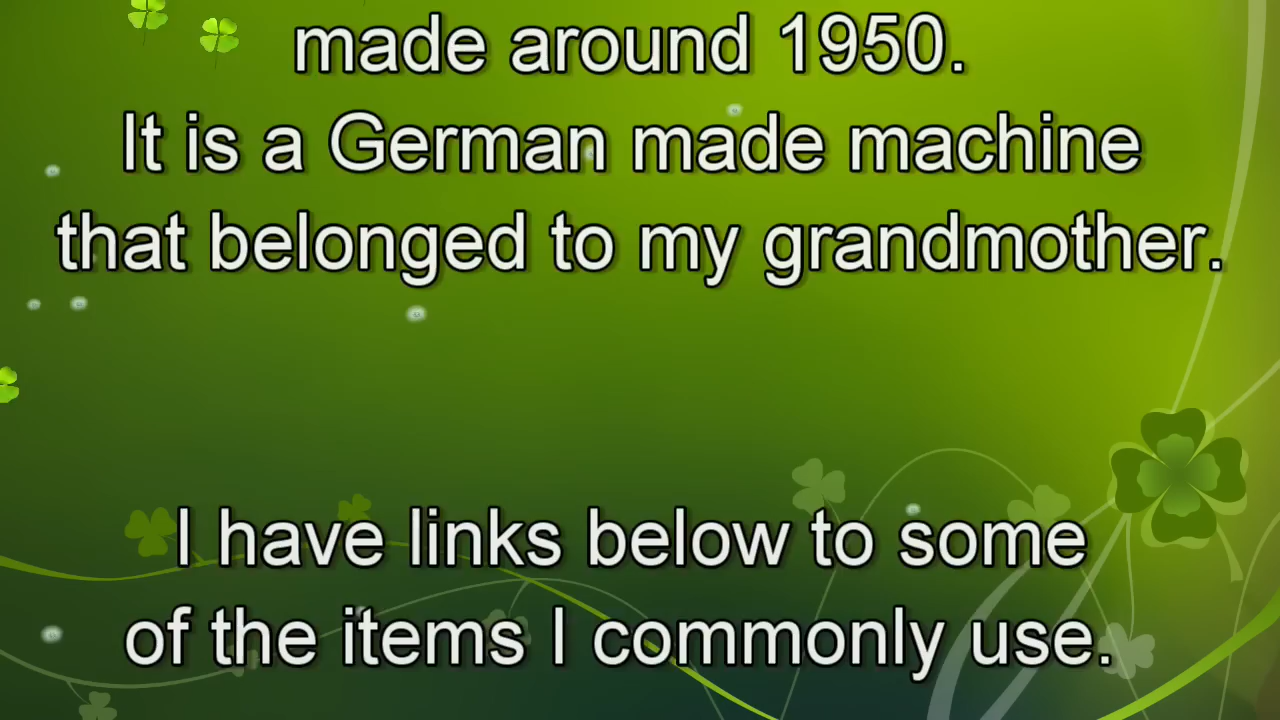 made around 1950.
It is a German made machine
that belonged to my grandmother.
I have links below to some
of the items I commonly use.